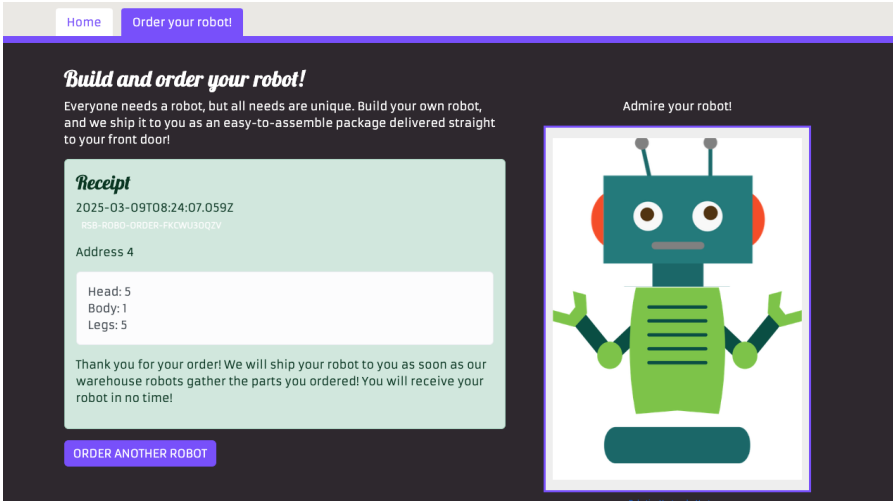 Home
Order your robot!
Build and order your robot!
Everyone needs a robot, but all needs are unique. Build your own robot,
and we ship it to you as an easy-to-assemble package delivered straight
to your front door!
Receipt
2025-03-09T08:24:07.059Z
Address 4
Head: 5
Body: 1
Legs: 5
Thank you for your order! We will ship your robot to you as soon as our
warehouse robots gather the parts you ordered! You will receive your
robot in no time!
ORDER ANOTHER ROBOT
Admire your robot!